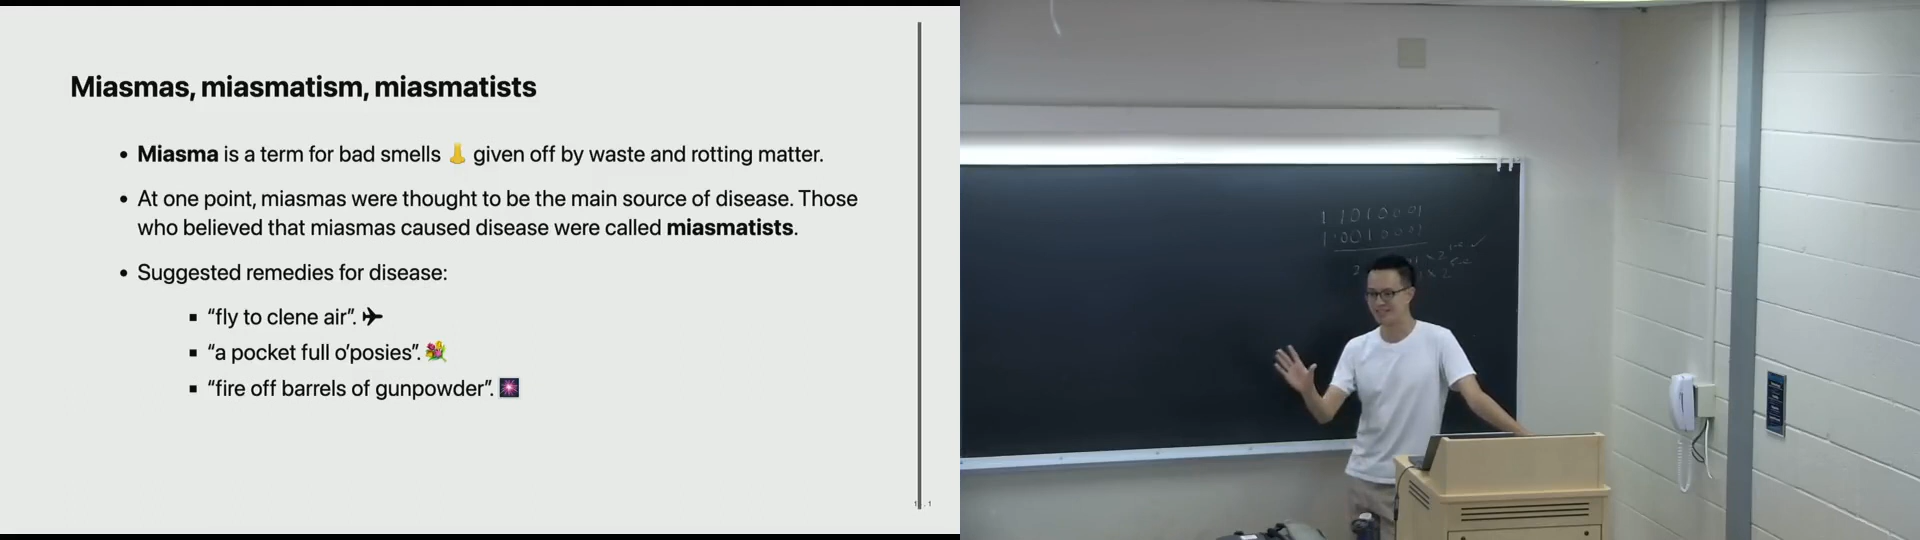 Miasmas, miasmatism, miasmatists
• Miasma is a term for bad smells 👃 given off by waste and rotting matter.
• At one point, miasmas were thought to be the main source of disease. Those
who believed that miasmas caused disease were called miasmatists.
• Suggested remedies for disease:
▪ “fly to clene air”. ✈
▪ “a pocket full o’posies”. 💐
▪ “fire off barrels of gunpowder”. 🎆
11010001
10010001